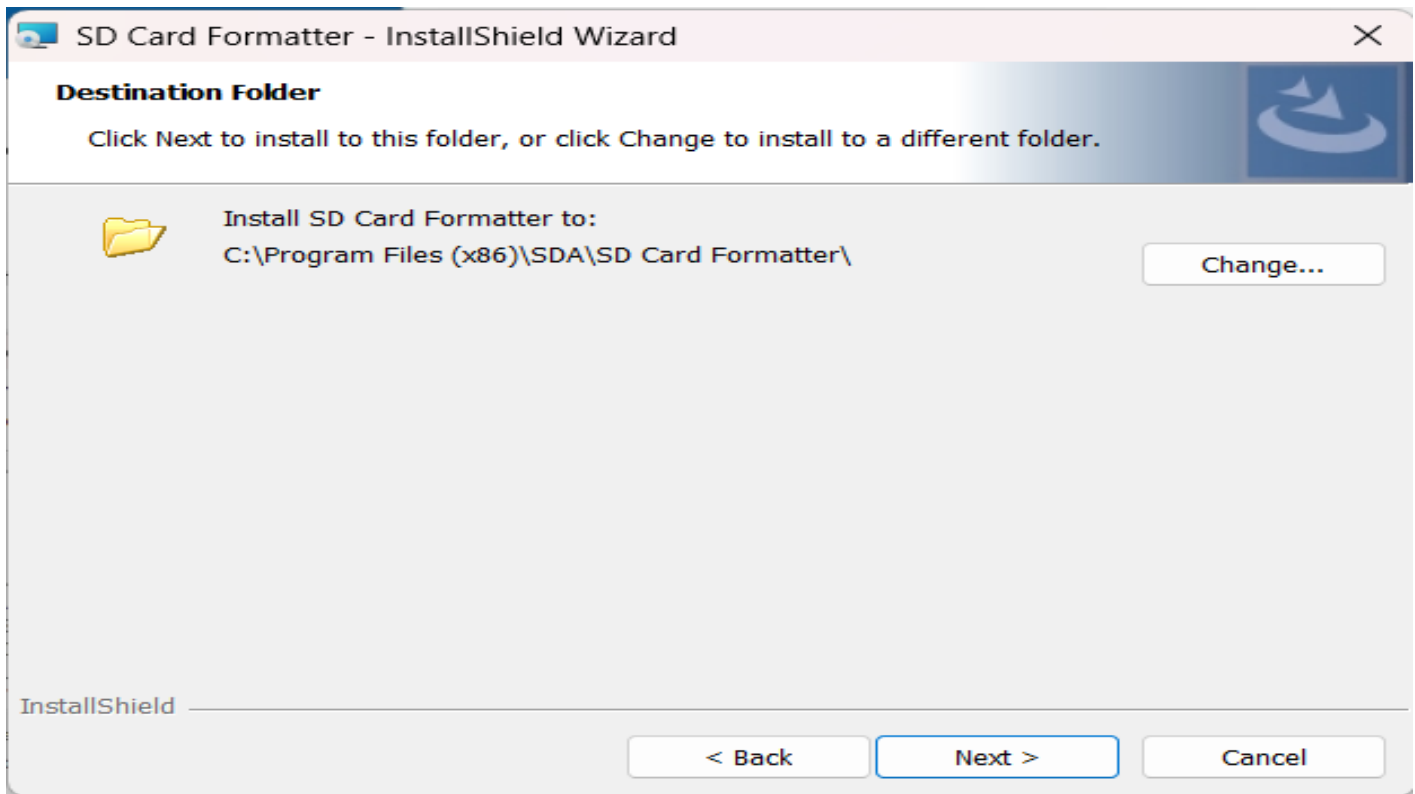 SD Card Formatter - InstallShield Wizard
Destination Folder
Click Next to install to this folder, or click Change to install to a different folder.
Install SD Card Formatter to:
C:\Program Files (x86)\SDA\SD Card Formatter\
Change...
InstallShield
< Back
Next >
Cancel